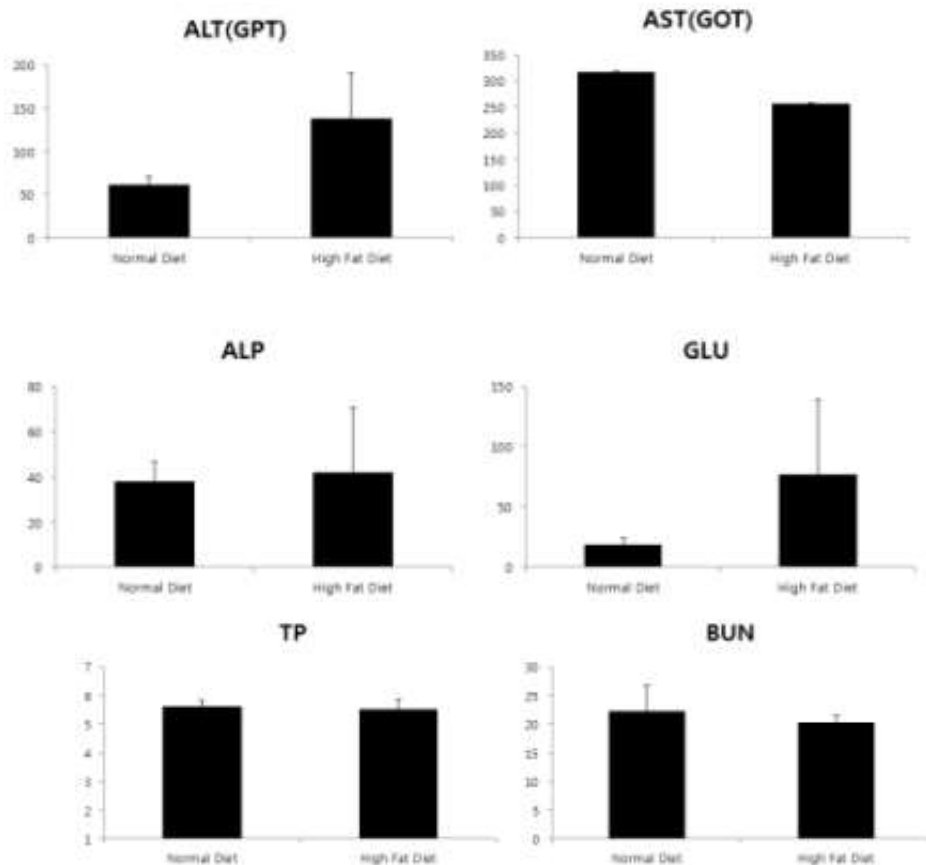 ALT(GPT)
200
150
100
50
0
Normal Diet
High Fat Diet
AST(GOT)
350
300
250
200
150
100
50
0
Normal Diet
High Fat Diet
ALP
80
60
40
20
0
Normal Diet
High Fat Diet
GLU
150
100
50
0
Normal Diet
High Fat Diet
TP
7
6
5
4
3
2
1
Normal Diet
High Fat Diet
BUN
30
25
20
15
10
5
0
Normal Diet
High Fat Diet